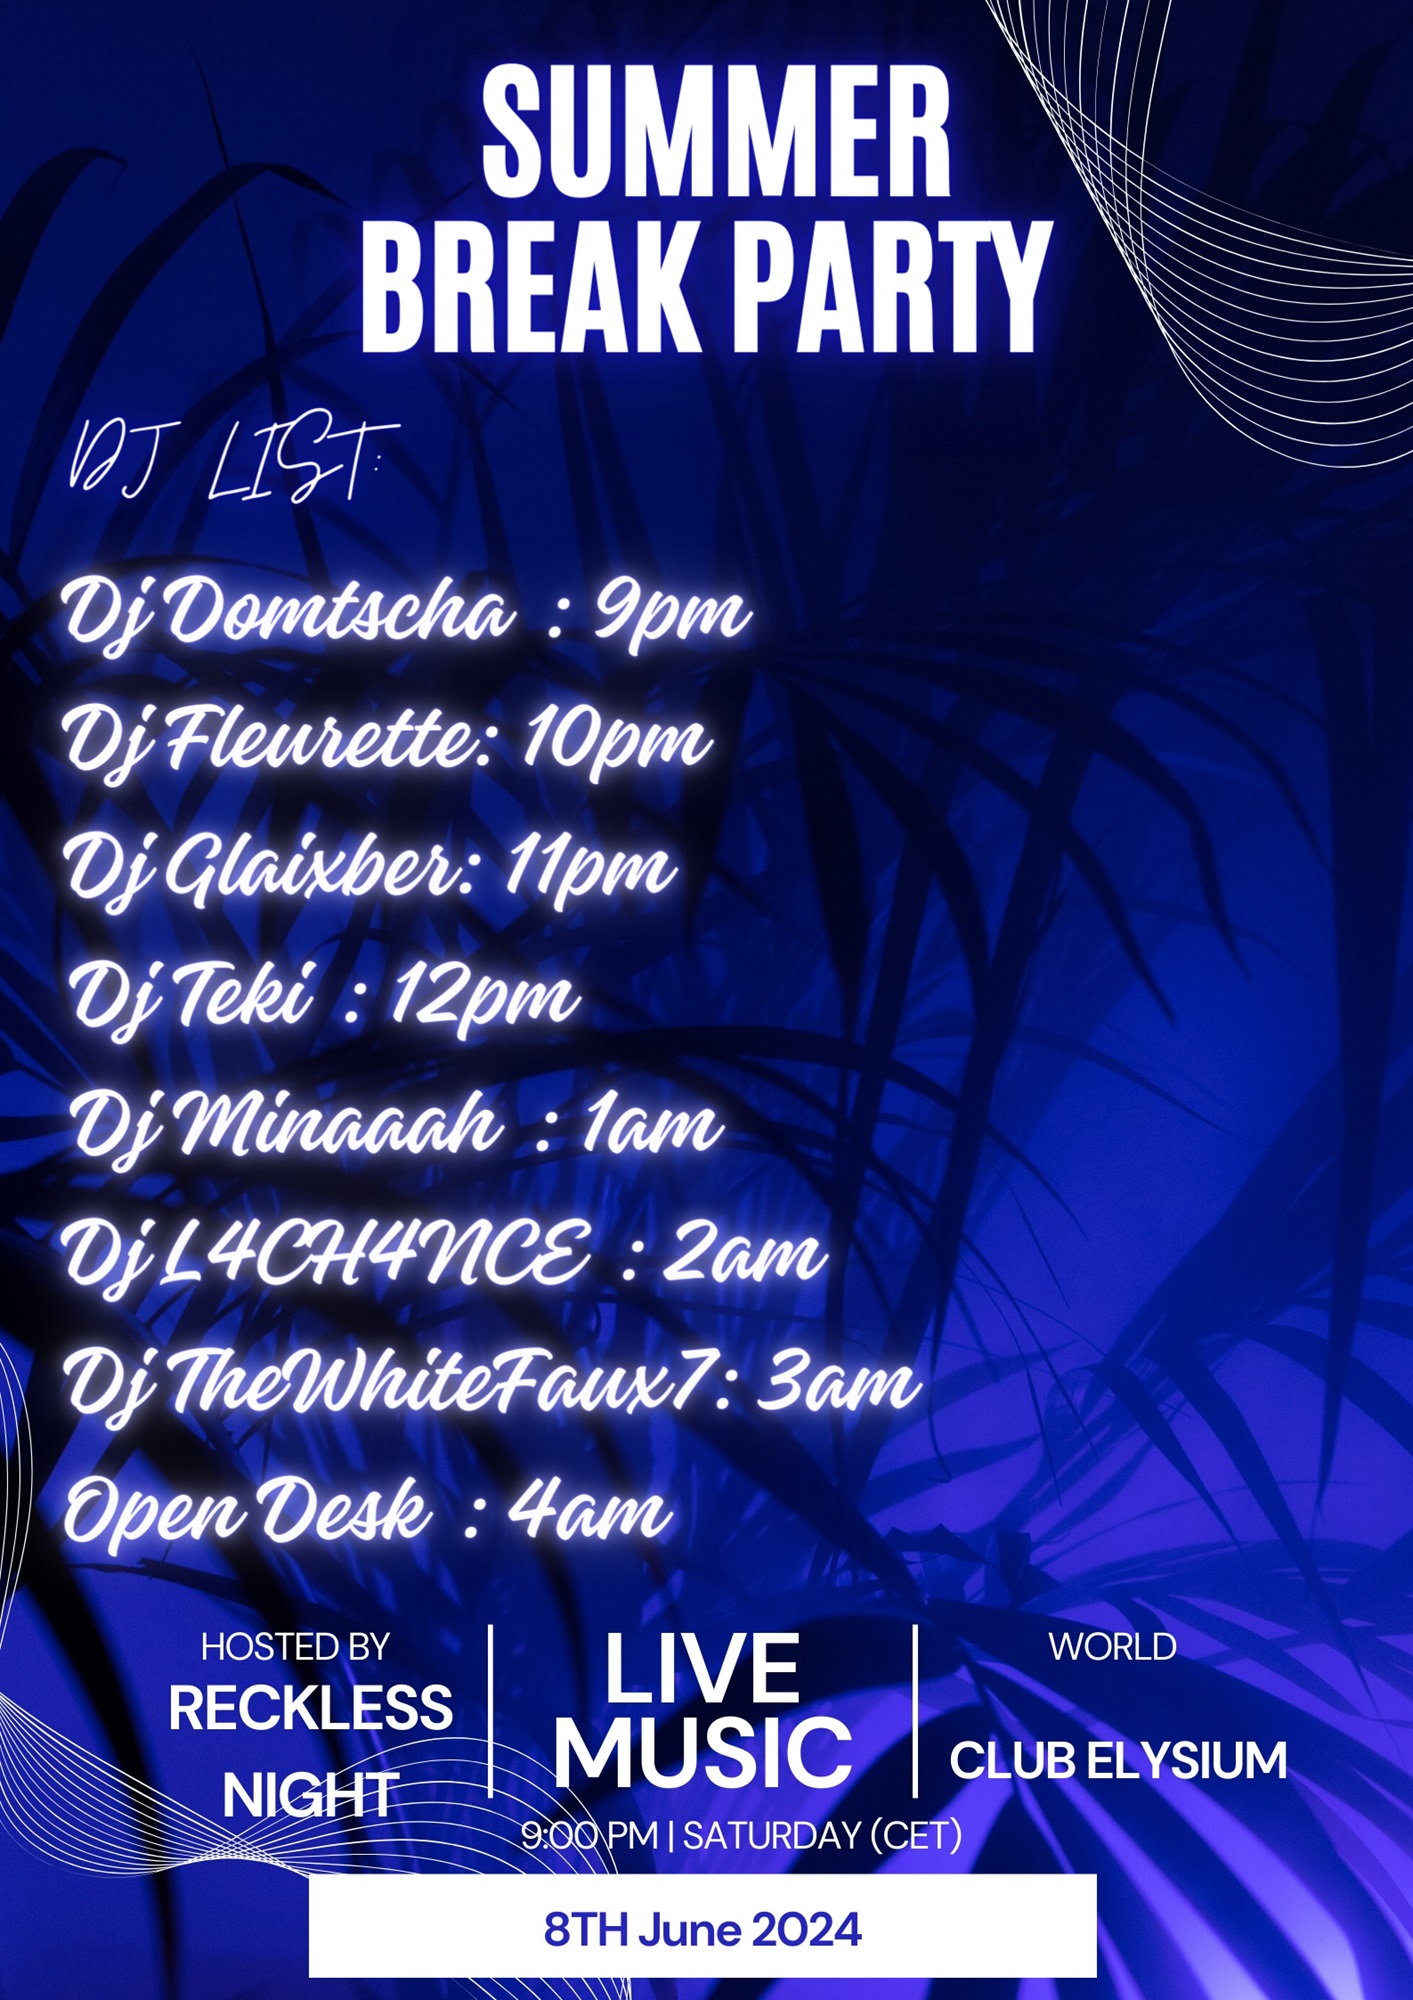 SUMMER
BREAK PARTY
DJ LIST:
Dj Domtscha : 9pm
Dj Fleurette: 10pm
Dj Glaixber: 11pm
Dj Teki : 12pm
Dj Minaaah : 1am
Dj L4CH4NCE : 2am
Dj TheWhiteFaux7: 3am
Open Desk : 4am
HOSTED BY
RECKLESS
NIGHT
LIVE
MUSIC
9:00 PM | SATURDAY (CET)
WORLD
CLUB ELYSIUM
8TH June 2024